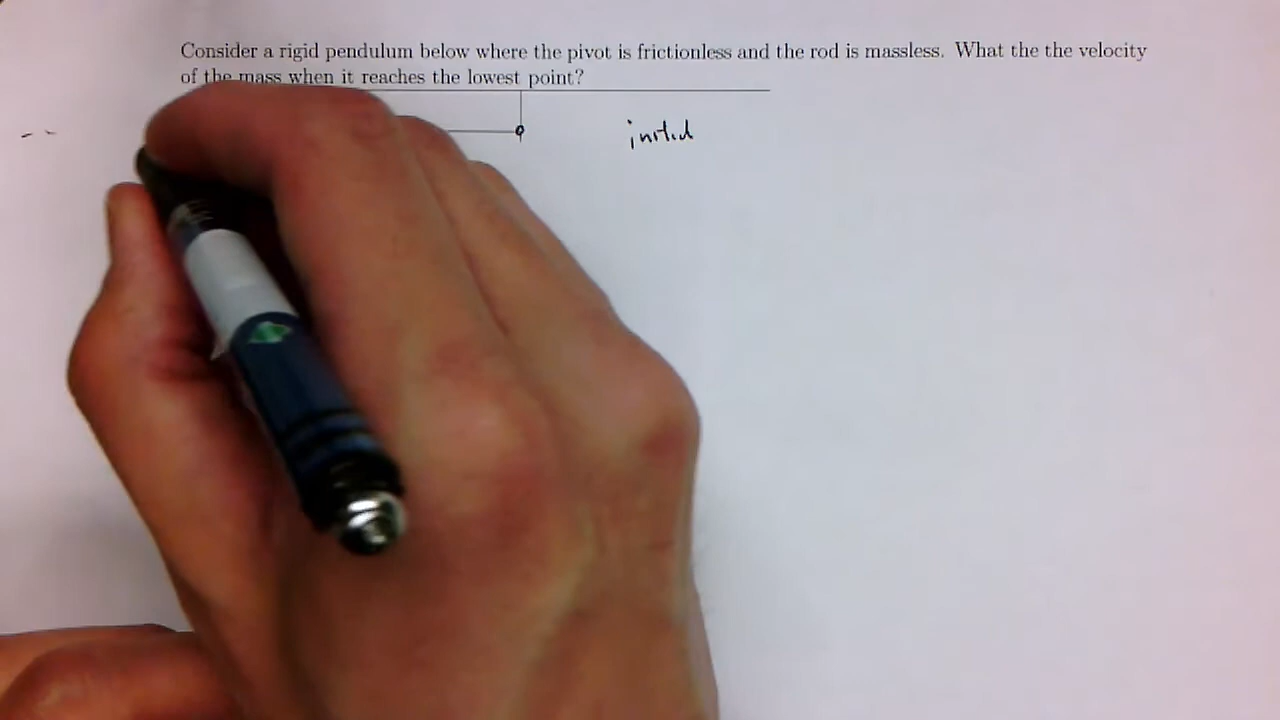 Consider a rigid pendulum below where the pivot is frictionless and the rod is massless. What the the velocity
of the mass when it reaches the lowest point?